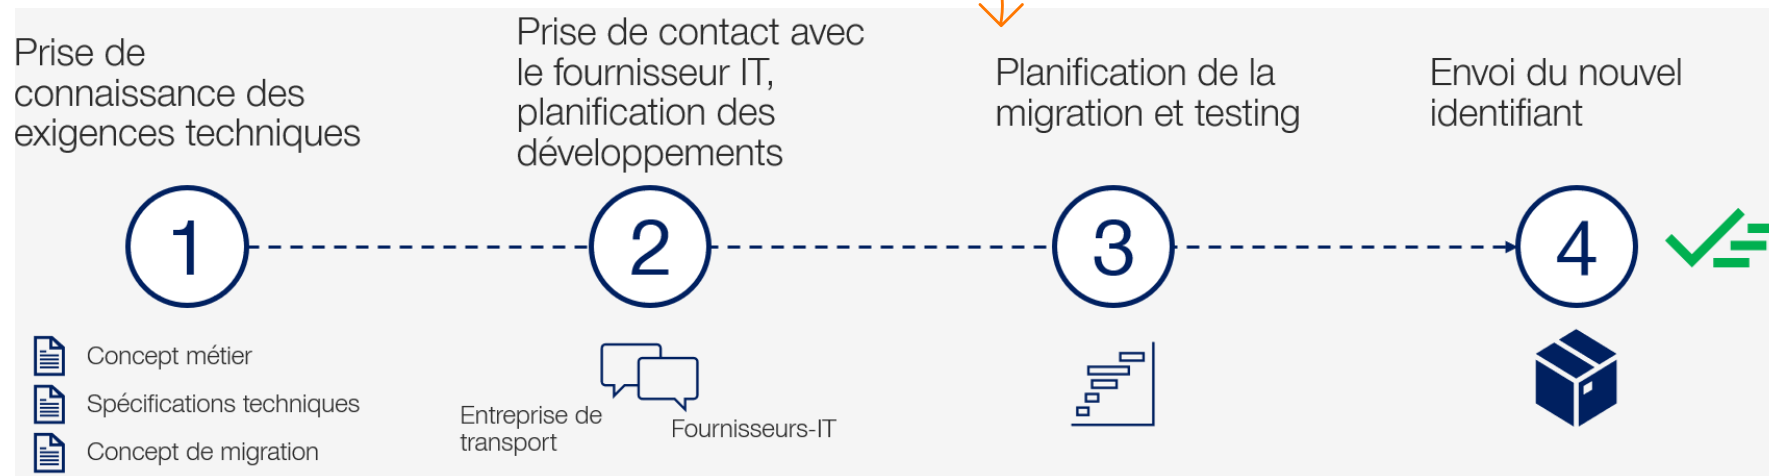 Prise de
connaissance des
exigences techniques
Prise de contact avec
le fournisseur IT,
planification des
développements
Planification de la
migration et testing
Envoi du nouvel
identifiant
1
2
3
4
Concept métier
Spécifications techniques
Concept de migration
Entreprise de
transport
Fournisseurs-IT